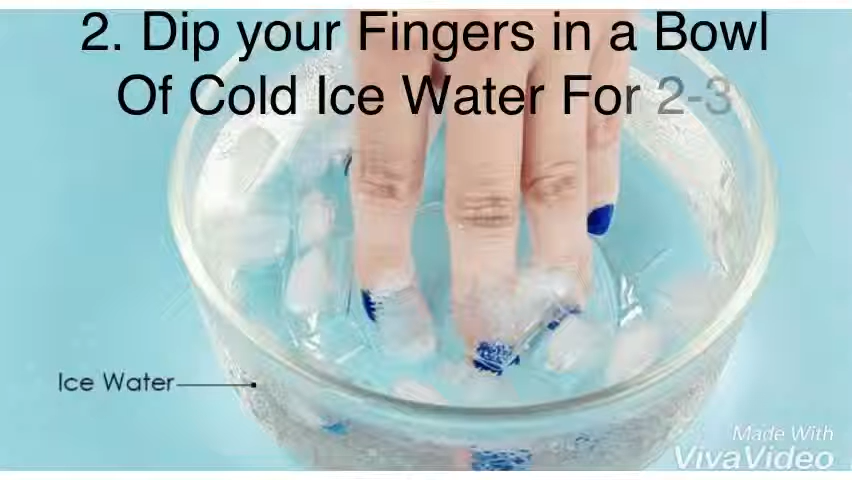 2. Dip your Fingers in a Bowl
Of Cold Ice Water For 2-3
Ice Water
Made With
VivaVideo